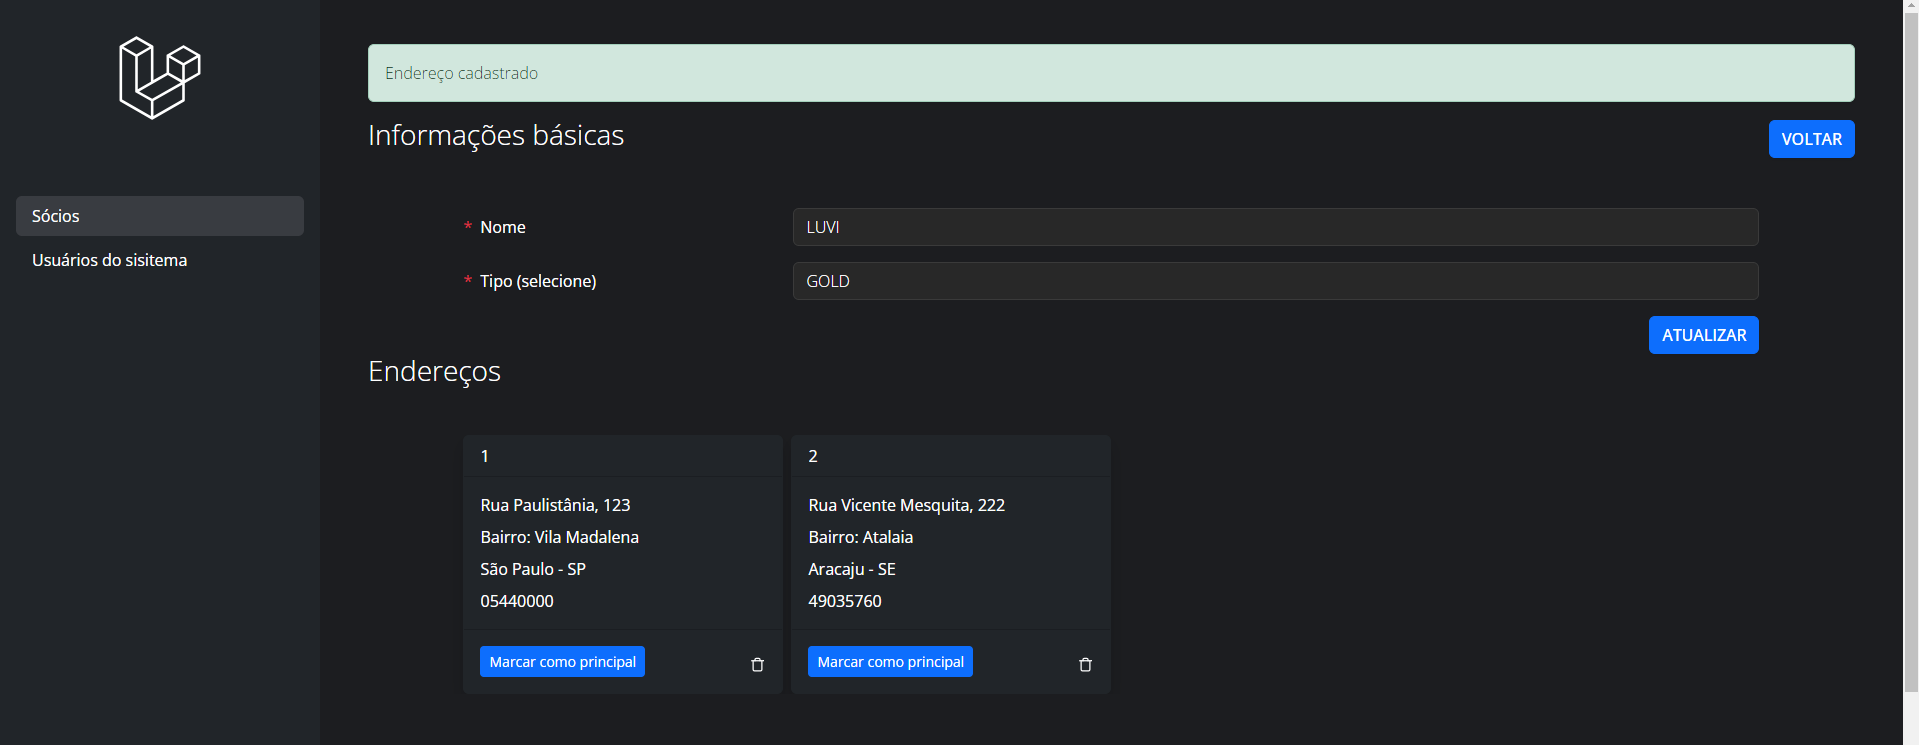 Endereço cadastrado
Informações básicas
VOLTAR
Sócios
Usuários do sisitema
* Nome
LUVI
* Tipo (selecione)
GOLD
ATUALIZAR
Endereços
1
Rua Paulistânia, 123
Bairro: Vila Madalena
São Paulo - SP
05440000
Marcar como principal
2
Rua Vicente Mesquita, 222
Bairro: Atalaia
Aracaju - SE
49035760
Marcar como principal